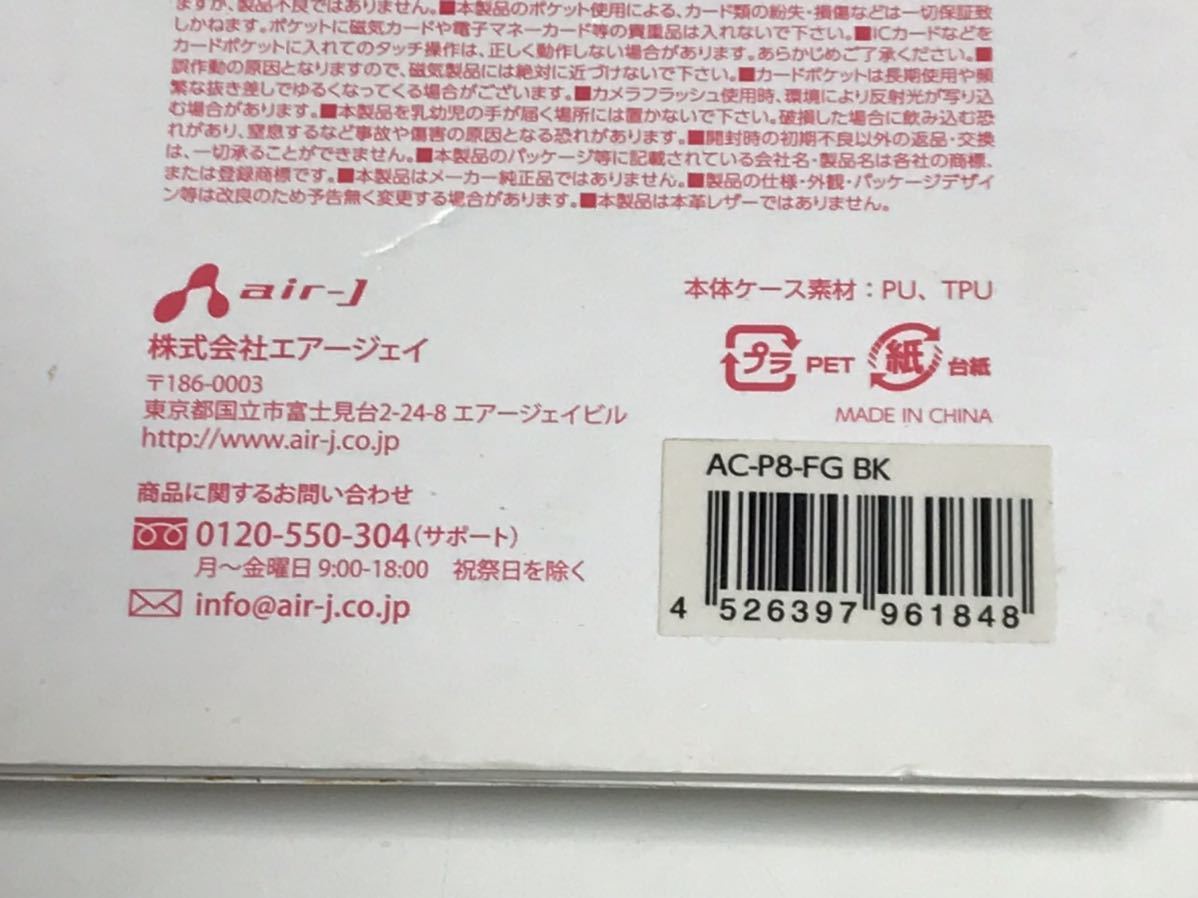 ますが、製品不良ではありません。■本製品のポケット使用による、カード類の紛失・損傷などは一切保証致
しかねます。ポケットに磁気カードや電子マネーカード等の貴重品は入れないで下さい。■ICカードなどを
カードポケットに入れてのタッチ操作は、正しく動作しない場合があります。あらかじめご了承ください。■
誤作動の原因となりますので、磁気製品には絶対に近づけないで下さい。■カードポケットは長期使用や頻
繁な抜き差しでゆるくなってくる場合がございます。■カメラフラッシュ使用時、環境により反射光が写り込
む場合があります。■本製品を乳幼児の手が届く場所には置かないで下さい。破損した場合に飲み込む恐
れがあり、窒息するなど事故や傷害の原因となる恐れがあります。■開封時の初期不良以外の返品・交換
は、一切承ることができません。■本製品のパッケージ等に記載されている会社名・製品名は各社の商標、
または登録商標です。■本製品はメーカー純正品ではありません。■製品の仕様・外観・パッケージデザイ
ン等は改良のため予告無く変更する場合があります。■本製品は本革レザーではありません。
air-J
株式会社エアージェイ
〒186-0003
東京都国立市富士見台2-24-8 エアージェイビル
http://www.air-j.co.jp
商品に関するお問い合わせ
0120-550-304(サポート)
月〜金曜日 9:00-18:00 祝祭日を除く
info@air-j.co.jp
本体ケース素材：PU、TPU
プラ PET 紙 台紙
MADE IN CHINA
AC-P8-FG BK
4 526397 961848